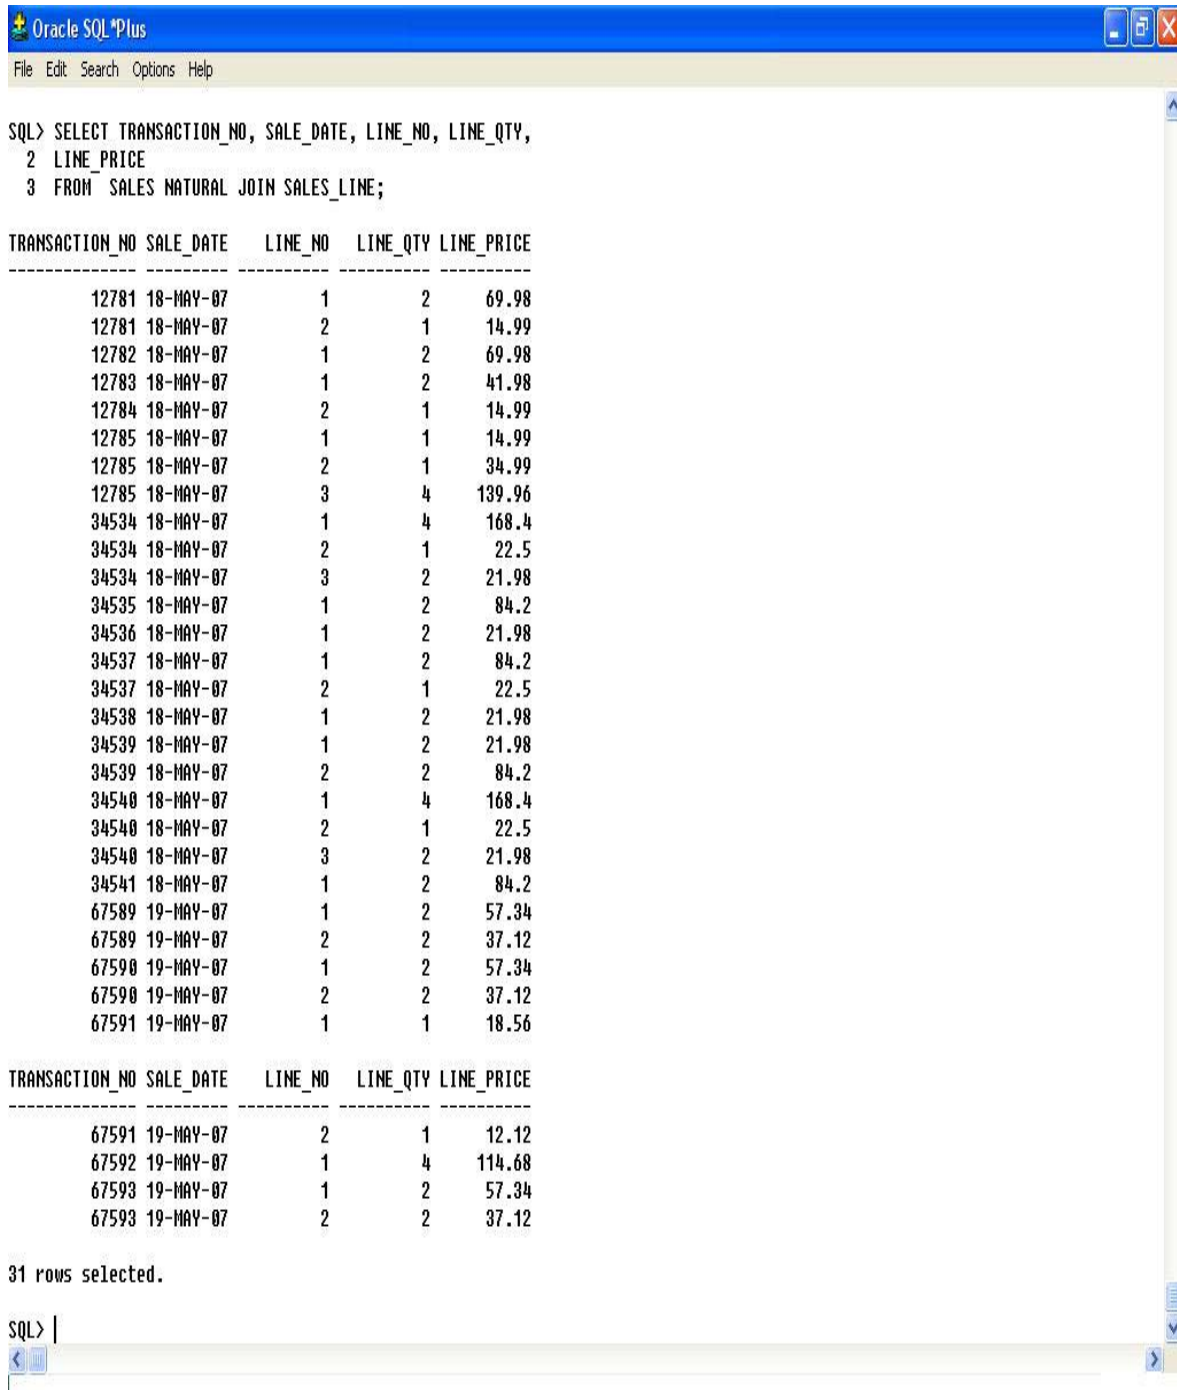 Oracle SQL*Plus
File Edit Search Options Help
SQL> SELECT TRANSACTION_NO, SALE_DATE, LINE_NO, LINE_QTY,
2 LINE_PRICE
3 FROM SALES NATURAL JOIN SALES_LINE;
TRANSACTION_NO SALE_DATE LINE_NO LINE_QTY LINE_PRICE
-------------- --------- ---------- ---------- ----------
12781 18-MAY-07 1 2 69.98
12781 18-MAY-07 2 1 14.99
12782 18-MAY-07 1 2 69.98
12783 18-MAY-07 1 2 41.98
12784 18-MAY-07 2 1 14.99
12785 18-MAY-07 1 1 14.99
12785 18-MAY-07 2 1 34.99
12785 18-MAY-07 3 4 139.96
34534 18-MAY-07 1 4 168.4
34534 18-MAY-07 2 1 22.5
34534 18-MAY-07 3 2 21.98
34535 18-MAY-07 1 2 84.2
34536 18-MAY-07 1 2 21.98
34537 18-MAY-07 1 2 84.2
34537 18-MAY-07 2 1 22.5
34538 18-MAY-07 1 2 21.98
34539 18-MAY-07 1 2 21.98
34539 18-MAY-07 2 2 84.2
34540 18-MAY-07 1 4 168.4
34540 18-MAY-07 2 1 22.5
34540 18-MAY-07 3 2 21.98
34541 18-MAY-07 1 2 84.2
67589 19-MAY-07 1 2 57.34
67589 19-MAY-07 2 2 37.12
67590 19-MAY-07 1 2 57.34
67590 19-MAY-07 2 2 37.12
67591 19-MAY-07 1 1 18.56
TRANSACTION_NO SALE_DATE LINE_NO LINE_QTY LINE_PRICE
-------------- --------- ---------- ---------- ----------
67591 19-MAY-07 2 1 12.12
67592 19-MAY-07 1 4 114.68
67593 19-MAY-07 1 2 57.34
67593 19-MAY-07 2 2 37.12
31 rows selected.
SQL>